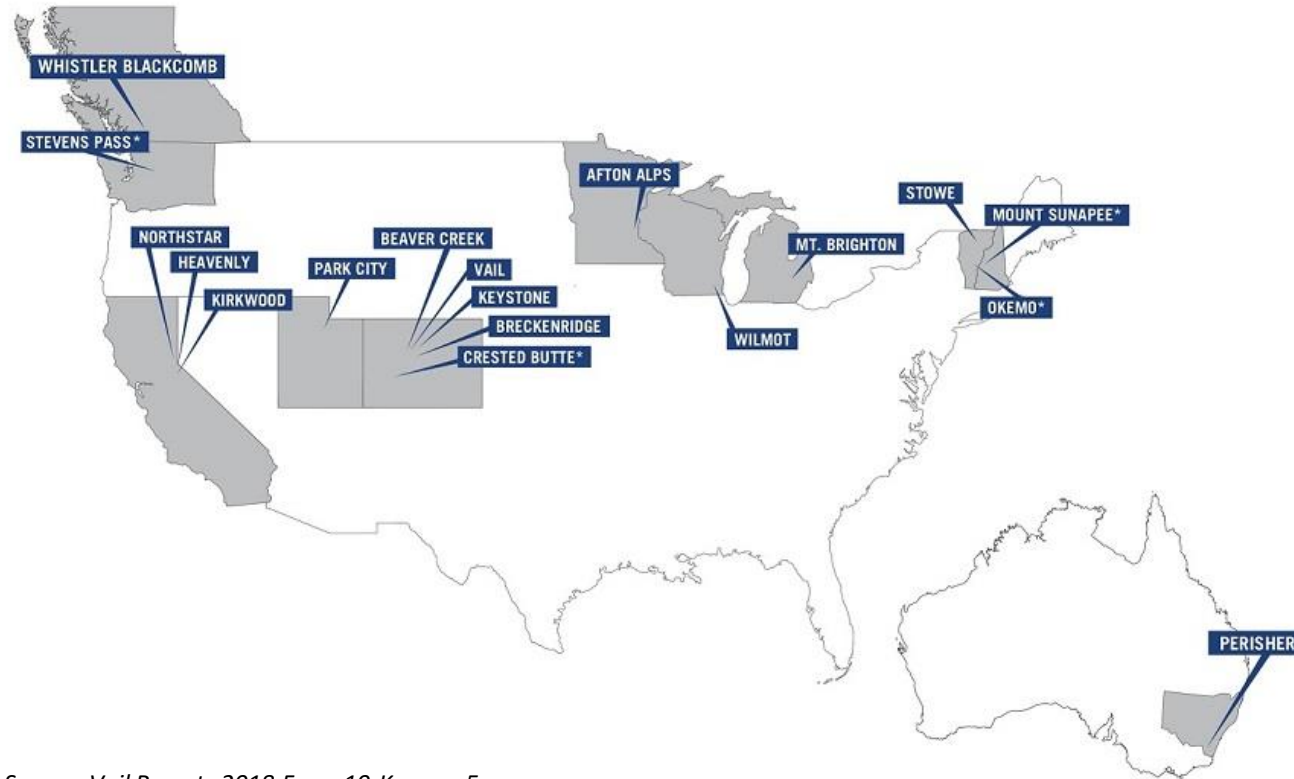 WHISTLER BLACKCOMB
STEVENS PASS*
NORTHSTAR
HEAVENLY
KIRKWOOD
PARK CITY
BEAVER CREEK
VAIL
KEYSTONE
BRECKENRIDGE
CRESTED BUTTE*
AFTON ALPS
WILMOT
MT. BRIGHTON
STOWE
MOUNT SUNAPEE*
OKEMO*
PERISHER
2018